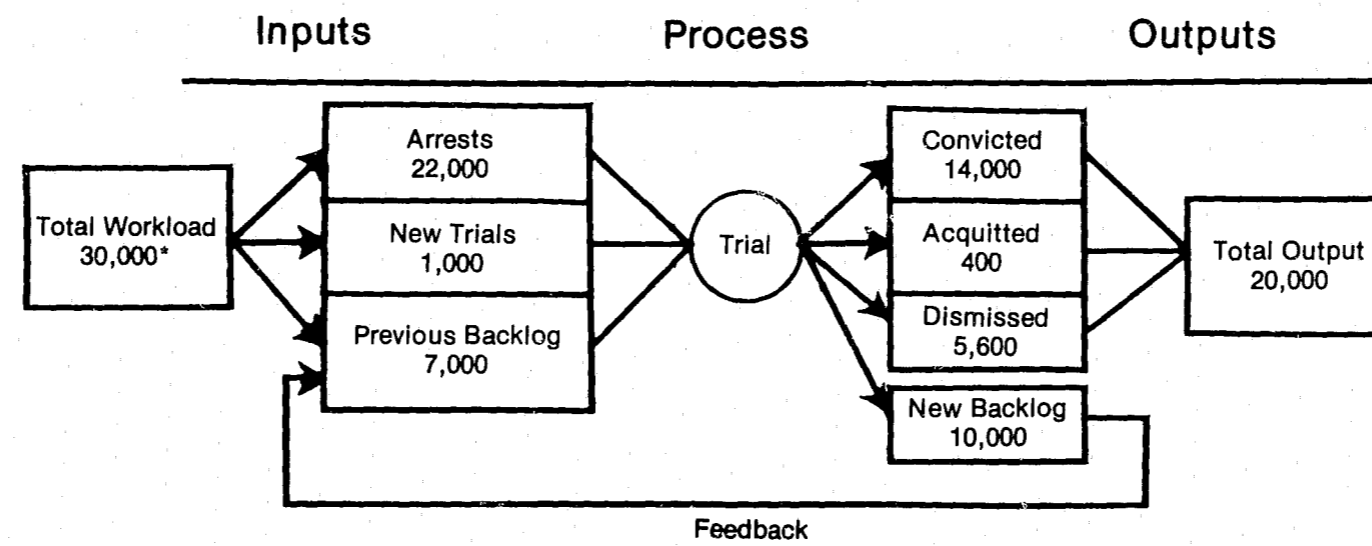 Inputs
Process
Outputs
Total Workload
30,000*
Arrests
22,000
New Trials
1,000
Previous Backlog
7,000
Trial
Convicted
14,000
Acquitted
400
Dismissed
5,600
New Backlog
10,000
Total Output
20,000
Feedback